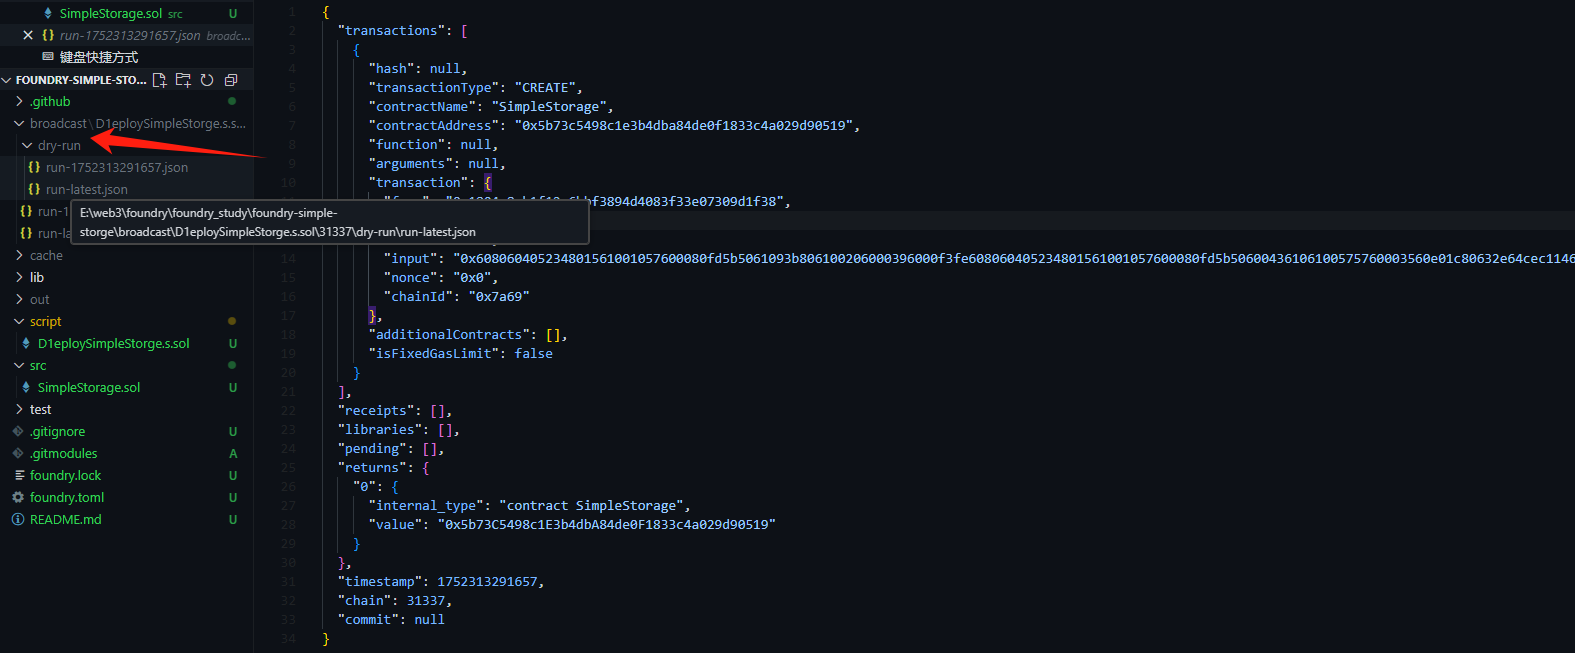 SimpleStorage.sol src U
run-1752313291657.json broadc...
键盘快捷方式
FOUNDRY-SIMPLE-STO...
.github
broadcast\D1eploySimpleStorge.s.s...
dry-run
run-1752313291657.json
run-latest.json
run-1
run-la
E:\web3\foundry\foundry_study\foundry-simple-
storge\broadcast\D1eploySimpleStorge.s.sol\31337\dry-run\run-latest.json
cache
lib
out
script
D1eploySimpleStorge.s.sol U
src
SimpleStorage.sol U
test
.gitignore U
.gitmodules A
foundry.lock U
foundry.toml U
README.md U
1 {
2 "transactions": [
3 {
4 "hash": null,
5 "transactionType": "CREATE",
6 "contractName": "SimpleStorage",
7 "contractAddress": "0x5b73c5498c1e3b4dba84de0f1833c4a029d90519",
8 "function": null,
9 "arguments": null,
10 "transaction": {
bf3894d4083f33e07309d1f38",
14 "input": "0x608060405234801561001057600080fd5b5061093b806100206000396000f3fe608060405234801561001057600080fd5b50600436106100575760003560e01c80632e64cec1146
15 "nonce": "0x0",
16 "chainId": "0x7a69"
17 },
18 "additionalContracts": [],
19 "isFixedGasLimit": false
20 }
21 ],
22 "receipts": [],
23 "libraries": [],
24 "pending": [],
25 "returns": {
26 "0": {
27 "internal_type": "contract SimpleStorage",
28 "value": "0x5b73C5498c1E3b4dbA84de0F1833c4a029d90519"
29 }
30 },
31 "timestamp": 1752313291657,
32 "chain": 31337,
33 "commit": null
34 }